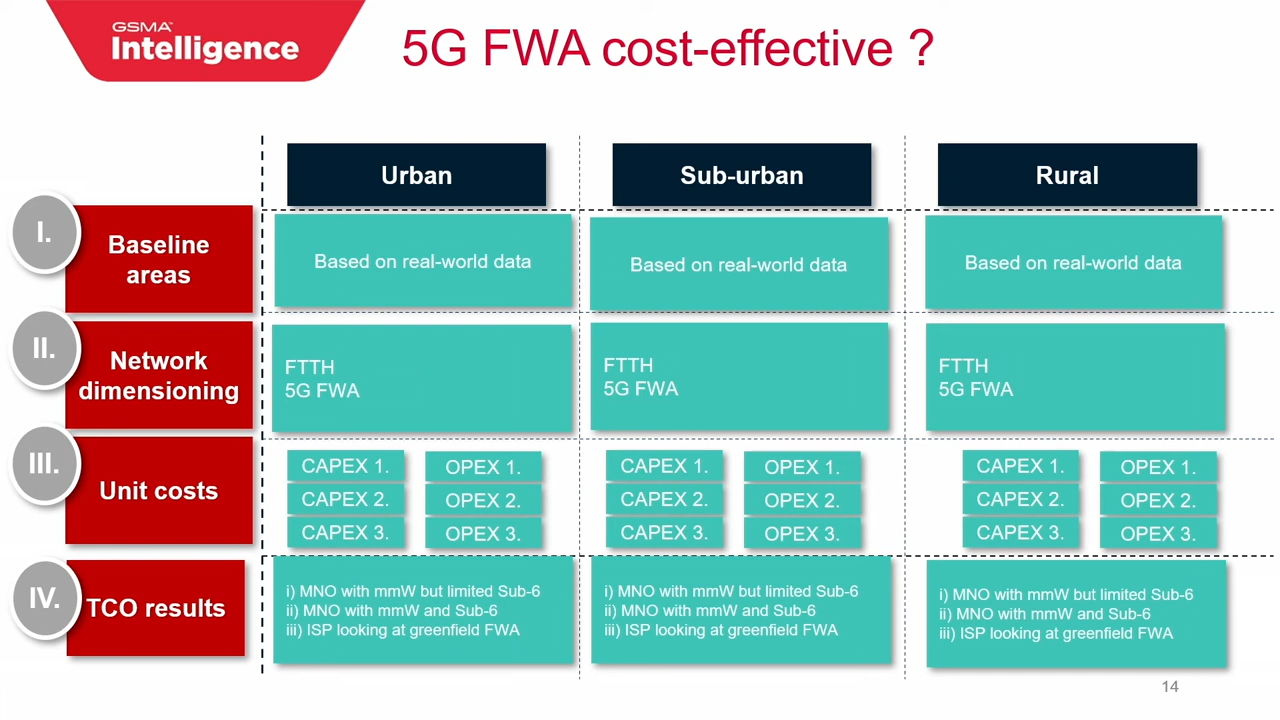 GSMA™
Intelligence
5G FWA cost-effective ?
Urban
Sub-urban
Rural
I.
Baseline
areas
Based on real-world data
Based on real-world data
Based on real-world data
II.
Network
dimensioning
FTTH
5G FWA
FTTH
5G FWA
FTTH
5G FWA
III.
Unit costs
CAPEX 1.
CAPEX 2.
CAPEX 3.
OPEX 1.
OPEX 2.
OPEX 3.
CAPEX 1.
CAPEX 2.
CAPEX 3.
OPEX 1.
OPEX 2.
OPEX 3.
CAPEX 1.
CAPEX 2.
CAPEX 3.
OPEX 1.
OPEX 2.
OPEX 3.
IV.
TCO results
i) MNO with mmW but limited Sub-6
ii) MNO with mmW and Sub-6
iii) ISP looking at greenfield FWA
i) MNO with mmW but limited Sub-6
ii) MNO with mmW and Sub-6
iii) ISP looking at greenfield FWA
i) MNO with mmW but limited Sub-6
ii) MNO with mmW and Sub-6
iii) ISP looking at greenfield FWA
14